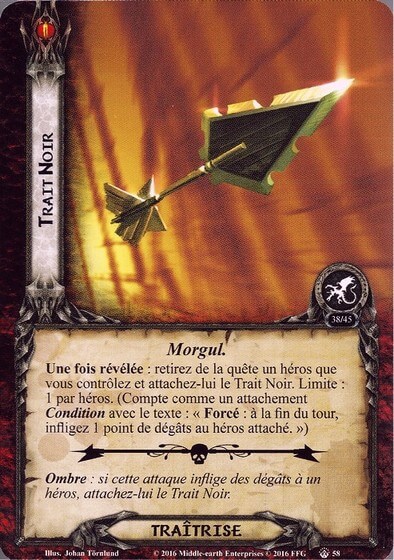 TRAIT NOIR
38/45
Morgul.
Une fois révélée : retirez de la quête un héros que
vous contrôlez et attachez-lui le Trait Noir. Limite :
1 par héros. (Compte comme un attachement
Condition avec le texte : « Forcé : à la fin du tour,
infligez 1 point de dégâts au héros attaché. »)
Ombre : si cette attaque inflige des dégâts à un
héros, attachez-lui le Trait Noir.
TRAÎTRISE
Illus. Johan Törnlund © 2016 Middle-earth Enterprises © 2016 FFG 58